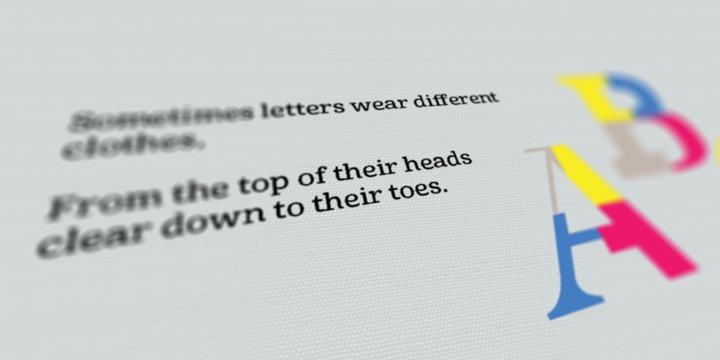 Sometimes letters wear different
clothes.
From the top of their heads
clear down to their toes.
B
A